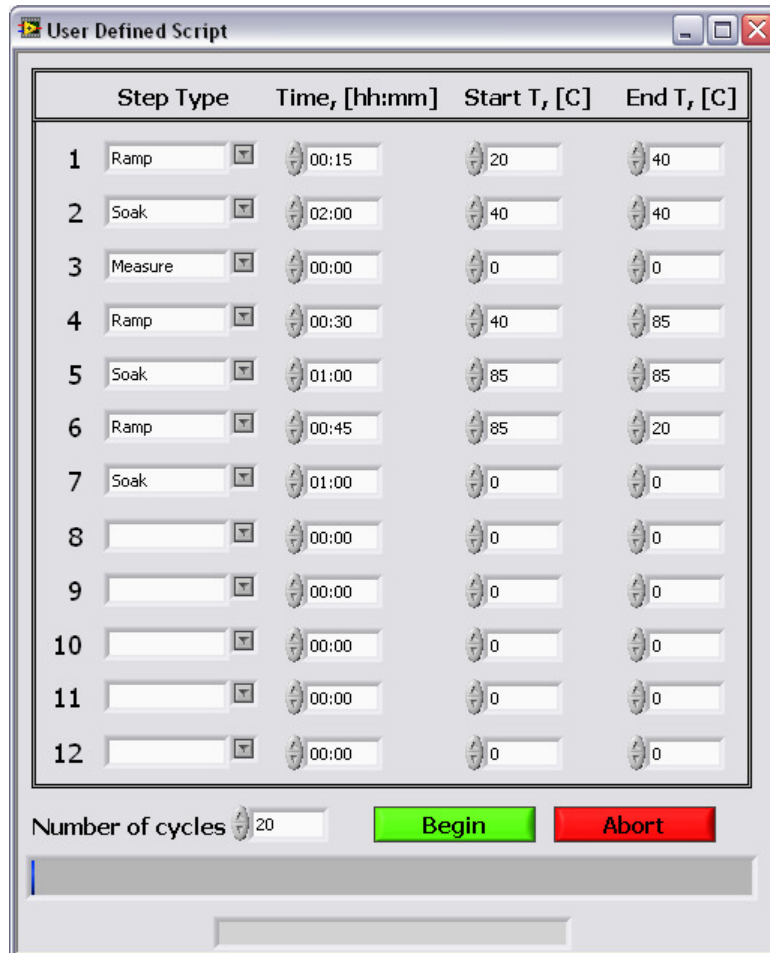 User Defined Script
Step Type Time, [hh:mm] Start T, [C] End T, [C]
1 Ramp 00:15 20 40
2 Soak 02:00 40 40
3 Measure 00:00 0 0
4 Ramp 00:30 40 85
5 Soak 01:00 85 85
6 Ramp 00:45 85 20
7 Soak 01:00 0 0
8 00:00 0 0
9 00:00 0 0
10 00:00 0 0
11 00:00 0 0
12 00:00 0 0
Number of cycles 20 Begin Abort